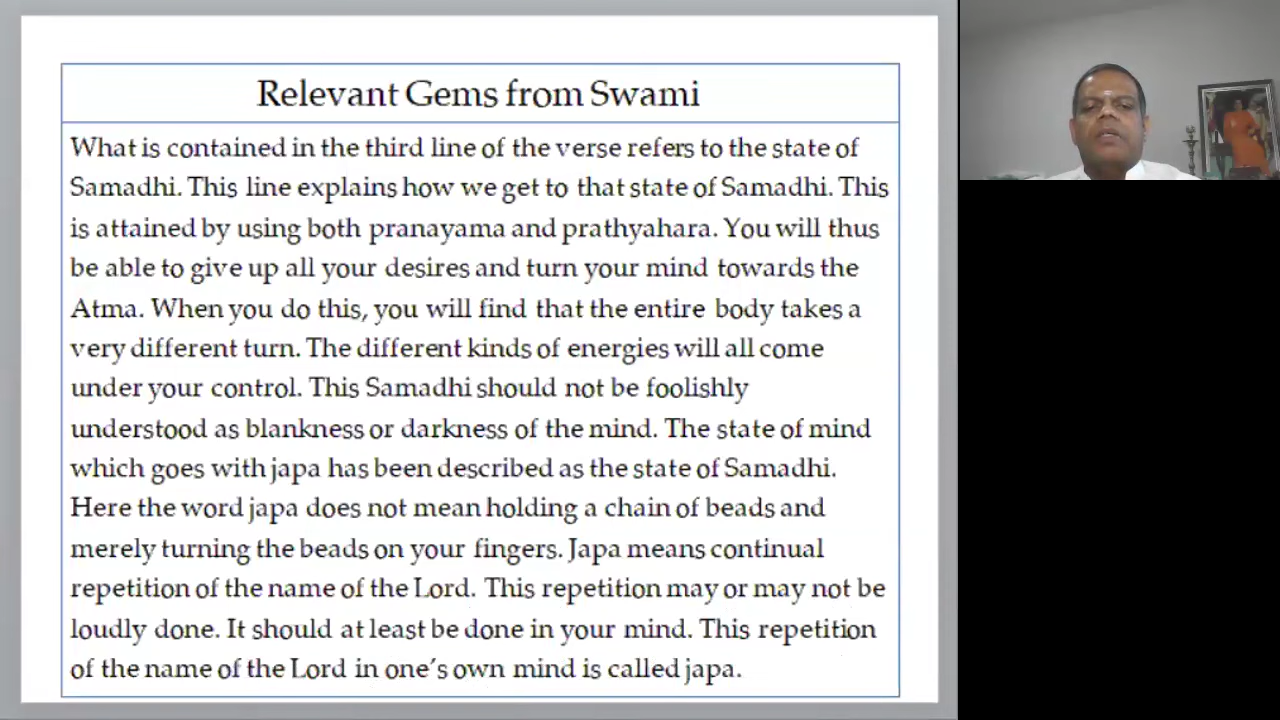 Relevant Gems from Swami
What is contained in the third line of the verse refers to the state of
Samadhi. This line explains how we get to that state of Samadhi. This
is attained by using both pranayama and prathyahara. You will thus
be able to give up all your desires and turn your mind towards the
Atma. When you do this, you will find that the entire body takes a
very different turn. The different kinds of energies will all come
under your control. This Samadhi should not be foolishly
understood as blankness or darkness of the mind. The state of mind
which goes with japa has been described as the state of Samadhi.
Here the word japa does not mean holding a chain of beads and
merely turning the beads on your fingers. Japa means continual
repetition of the name of the Lord. This repetition may or may not be
loudly done. It should at least be done in your mind. This repetition
of the name of the Lord in one's own mind is called japa.